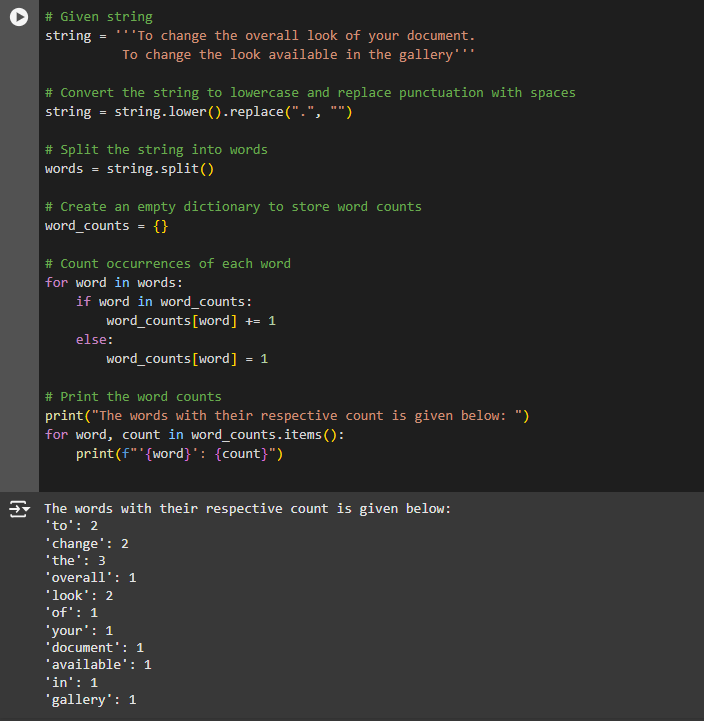 # Given string
string = '''To change the overall look of your document.
          To change the look available in the gallery'''
# Convert the string to lowercase and replace punctuation with spaces
string = string.lower().replace(".", "")
# Split the string into words
words = string.split()
# Create an empty dictionary to store word counts
word_counts = {}
# Count occurrences of each word
for word in words:
    if word in word_counts:
        word_counts[word] += 1
    else:
        word_counts[word] = 1
# Print the word counts
print("The words with their respective count is given below: ")
for word, count in word_counts.items():
    print(f"'{word}': {count}")
The words with their respective count is given below:
'to': 2
'change': 2
'the': 3
'overall': 1
'look': 2
'of': 1
'your': 1
'document': 1
'available': 1
'in': 1
'gallery': 1